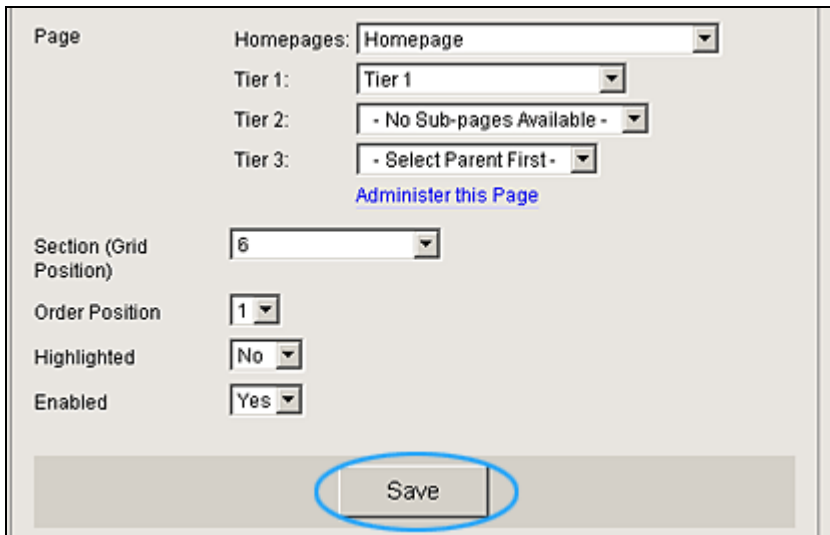 Page Homepages: Homepage
Tier 1: Tier 1
Tier 2: - No Sub-pages Available -
Tier 3: - Select Parent First -
Administer this Page
Section (Grid Position) 6
Order Position 1
Highlighted No
Enabled Yes
Save